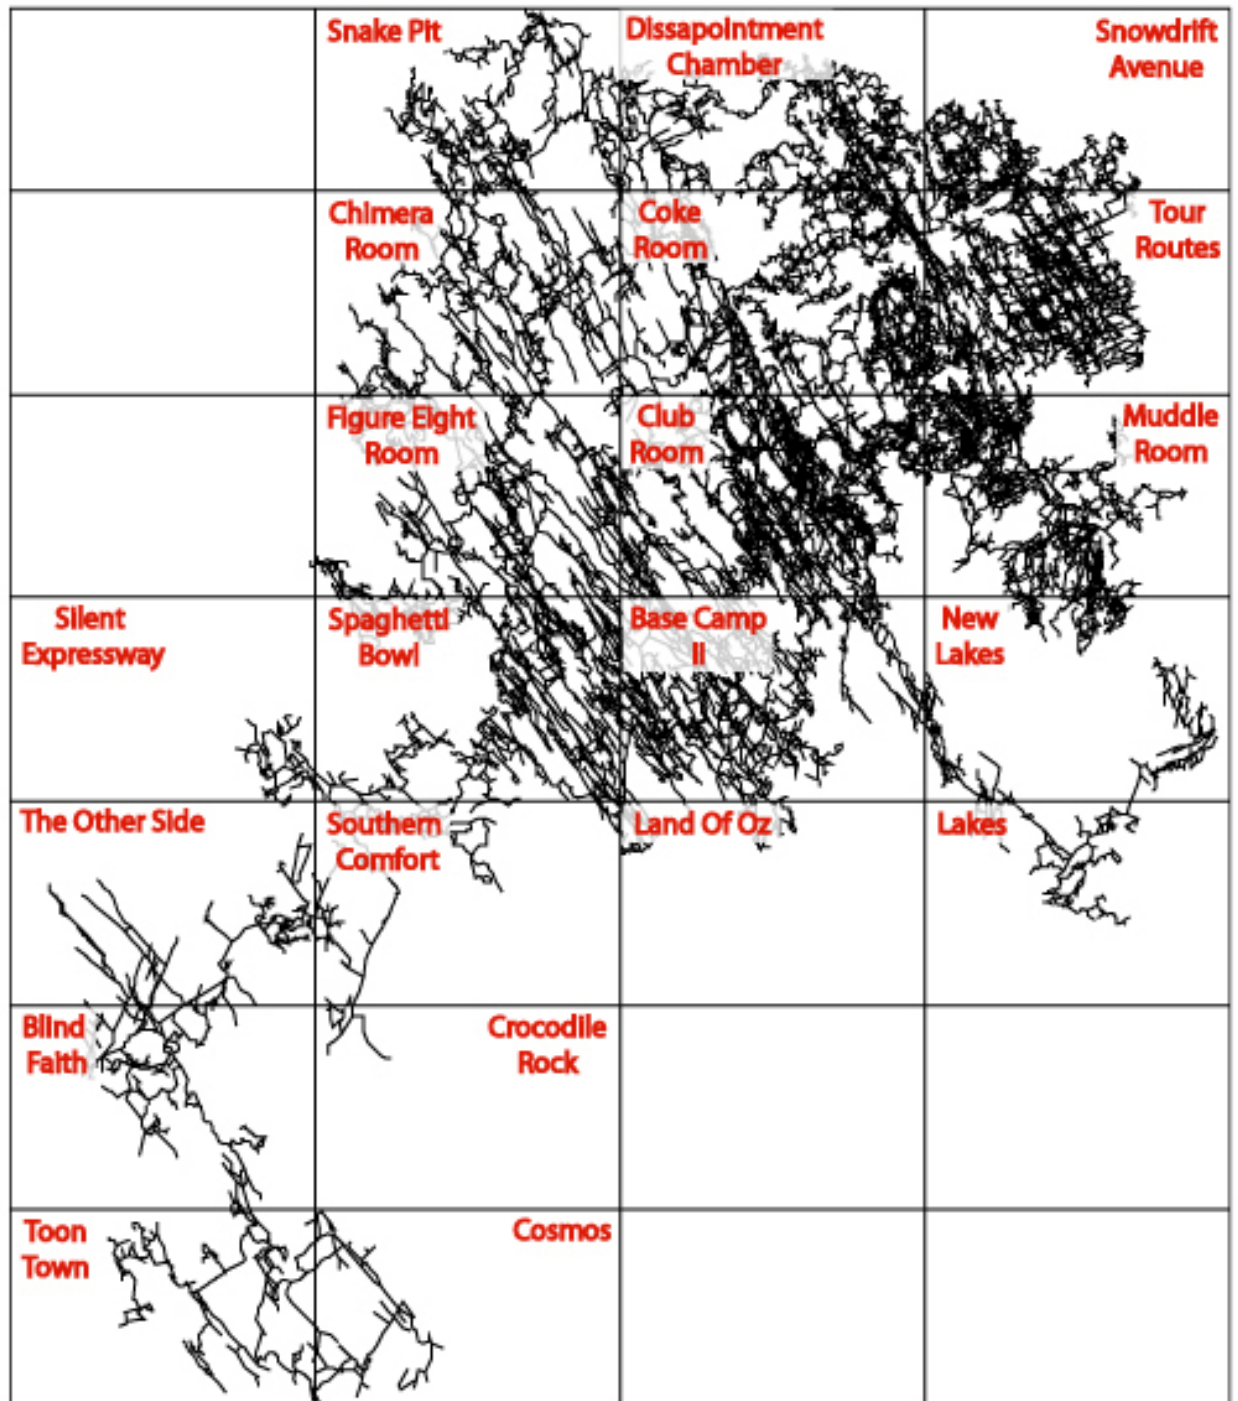 Snake Pit
Dissapointment
Chamber
Snowdrift
Avenue
Chimera
Room
Coke
Room
Tour
Routes
Figure Eight
Room
Club
Room
Muddle
Room
Silent
Expressway
Spaghetti
Bowl
Base Camp
II
New
Lakes
The Other Side
Southern
Comfort
Land Of Oz
Lakes
Blind
Faith
Crocodile
Rock
Toon
Town
Cosmos